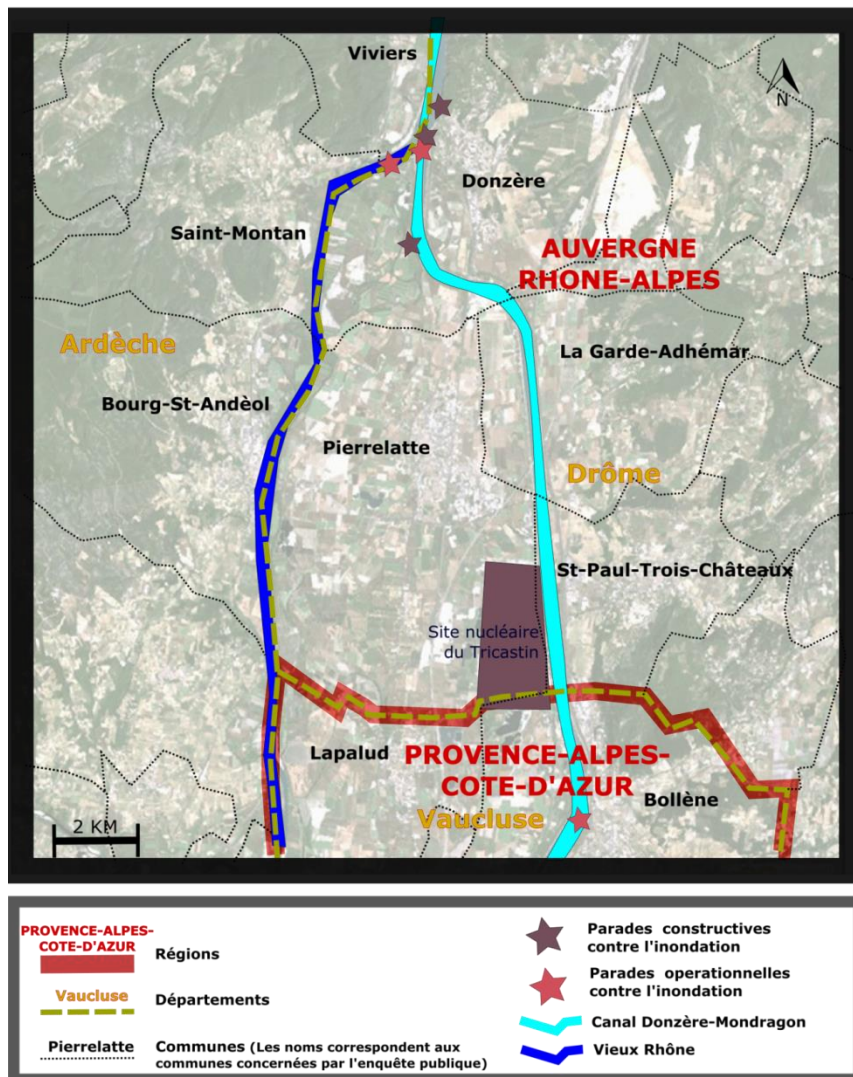 Viviers
N
Donzère
Saint-Montan
AUVERGNE
RHONE-ALPES
Ardèche
La Garde-Adhémar
Bourg-St-Andèol
Pierrelatte
Drôme
St-Paul-Trois-Châteaux
Site nucléaire
du Tricastin
Lapalud
PROVENCE-ALPES-
COTE-D'AZUR
Bollène
Vaucluse
2 KM
PROVENCE-ALPES-
COTE-D'AZUR
Régions
Vaucluse
Départements
Pierrelatte
Communes (Les noms correspondent aux
communes concernées par l'enquête publique)
Parades constructives
contre l'inondation
Parades operationnelles
contre l'inondation
Canal Donzère-Mondragon
Vieux Rhône